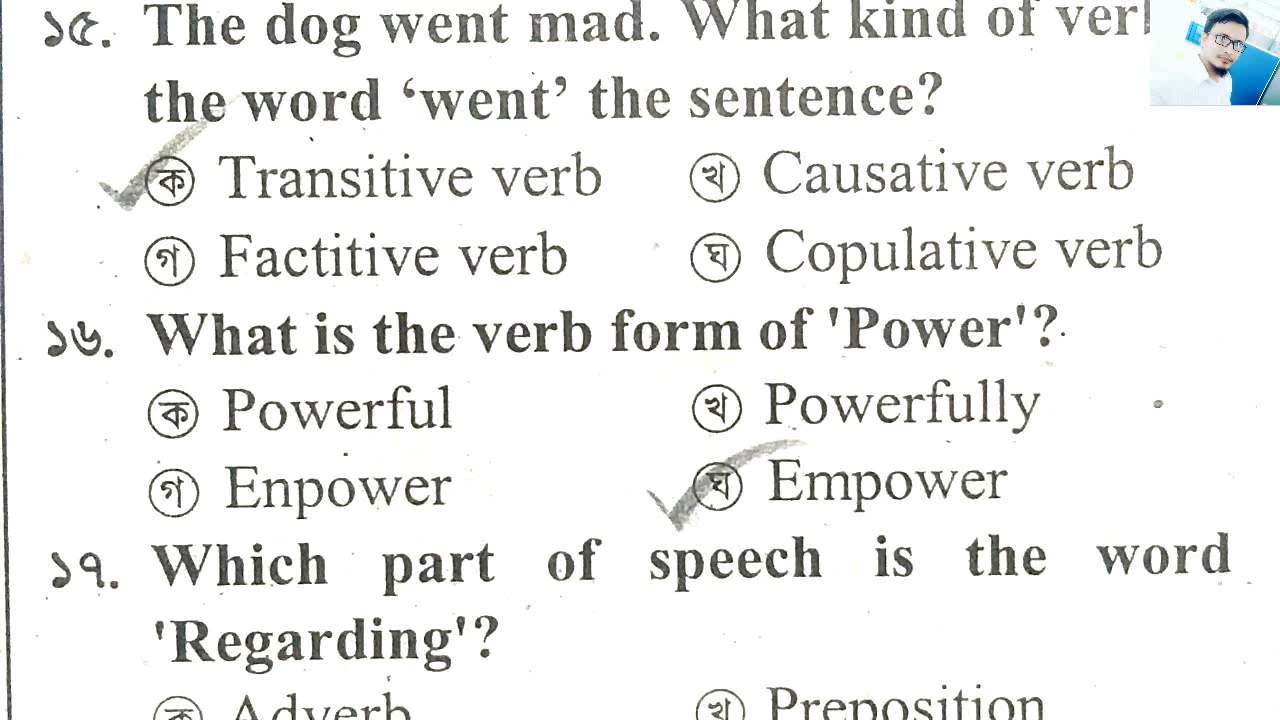 ১৫. The dog went mad. What kind of
the word ‘went’ the sentence?
ক Transitive verb খ Causative verb
গ Factitive verb ঘ Copulative verb
১৬. What is the verb form of 'Power'?
ক Powerful খ Powerfully
গ Enpower ঘ Empower
১৭. Which part of speech is the word
'Regarding'?
ক Adverb খ Preposition